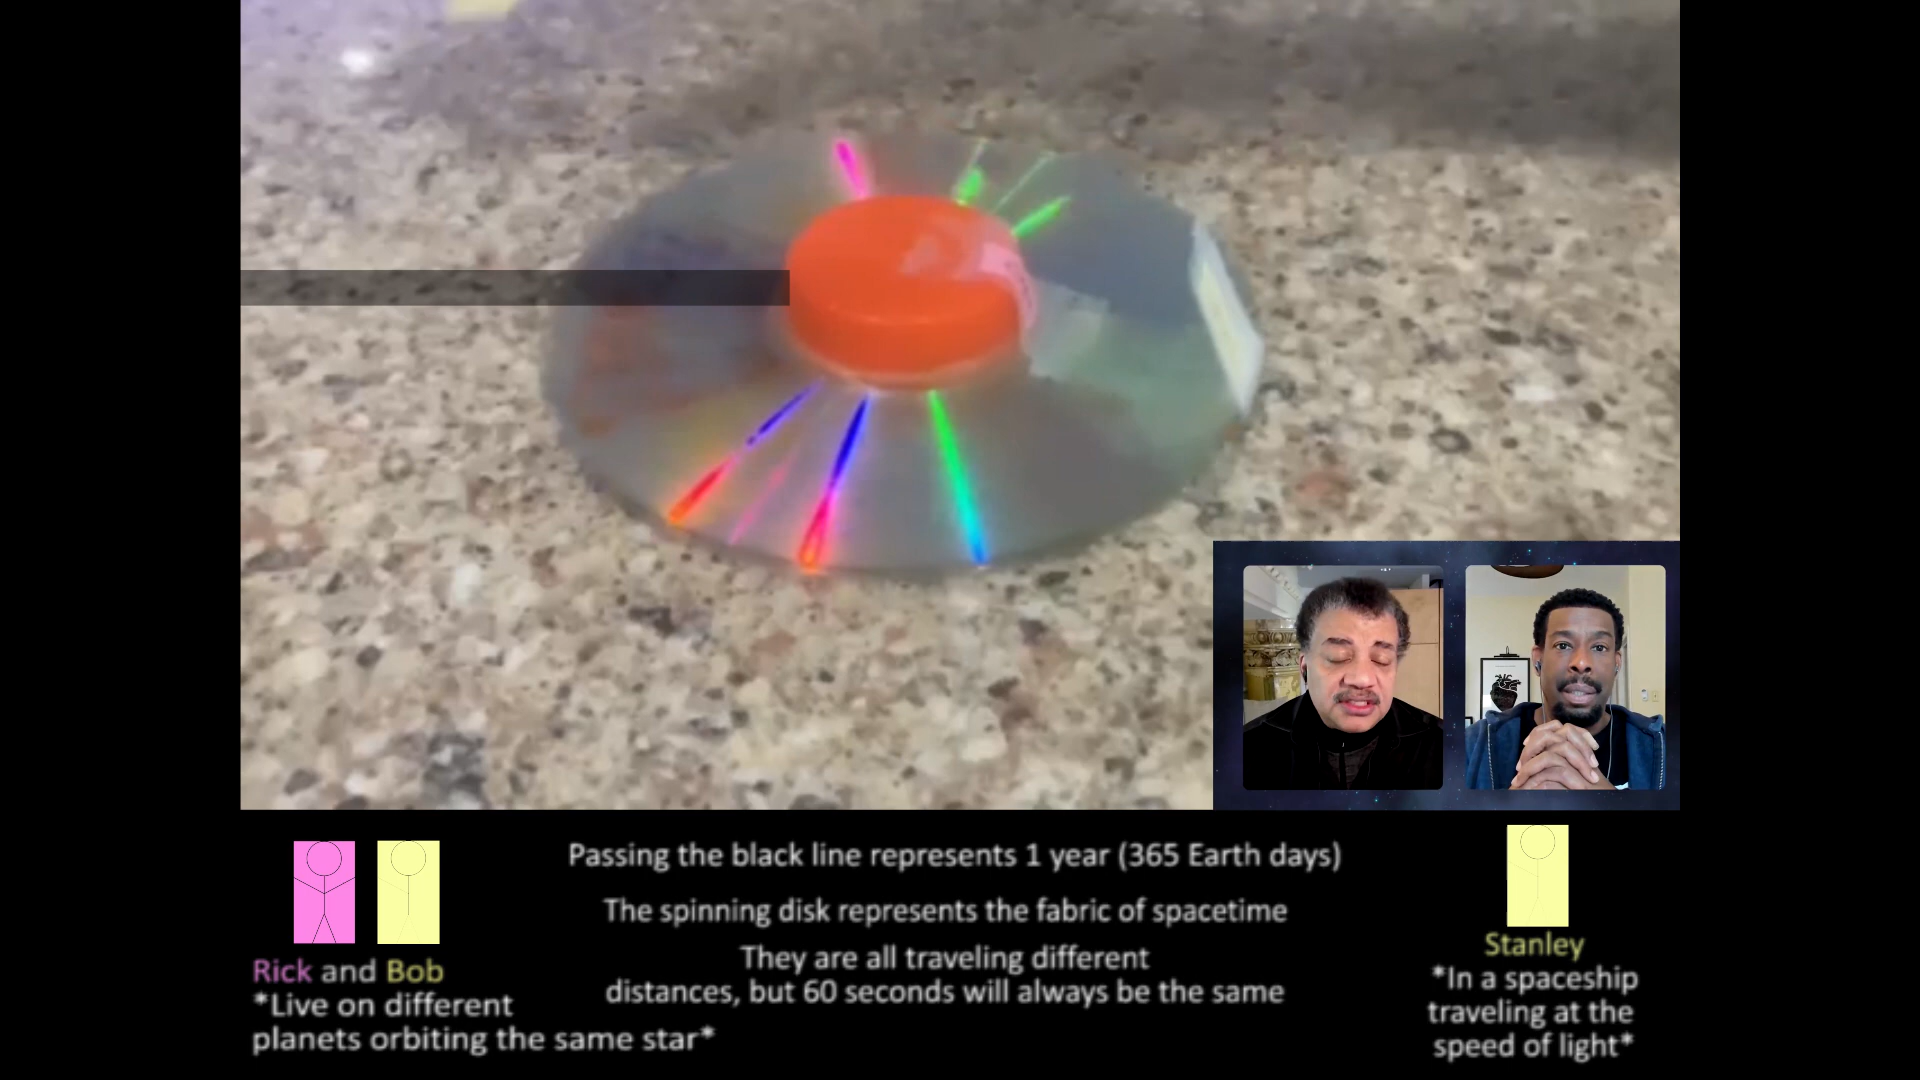 Passing the black line represents 1 year (365 Earth days)
The spinning disk represents the fabric of spacetime
They are all traveling different
distances, but 60 seconds will always be the same
Rick and Bob
*Live on different
planets orbiting the same star*
Stanley
*In a spaceship
traveling at the
speed of light*